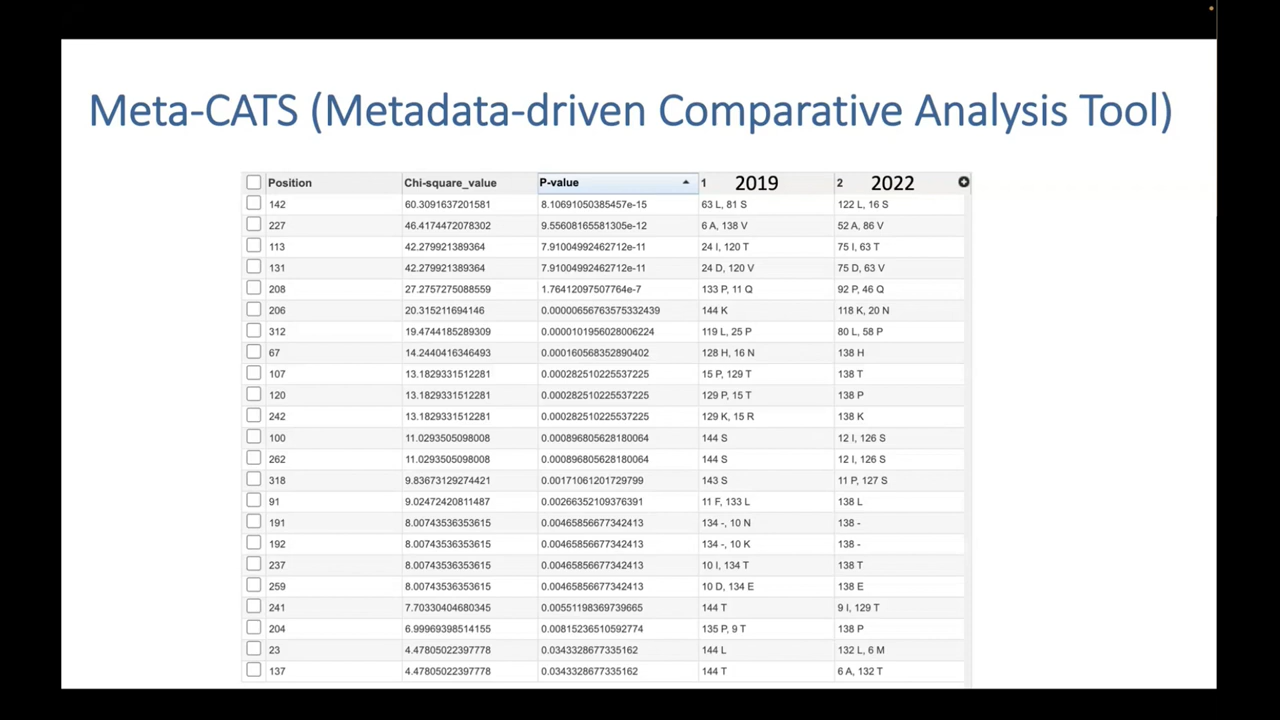 Meta-CATS (Metadata-driven Comparative Analysis Tool)
Position Chi-square_value P-value 1 2019 2 2022
142 60.3091637201581 8.10691050385457e-15 63 L, 81 S 122 L, 16 S
227 46.4174472078302 9.55608165581305e-12 6 A, 138 V 52 A, 86 V
113 42.279921389364 7.91004992462712e-11 24 I, 120 T 75 I, 63 T
131 42.279921389364 7.91004992462712e-11 24 D, 120 V 75 D, 63 V
208 27.2757275088559 1.76412097507764e-7 133 P, 11 Q 92 P, 46 Q
206 20.315211694146 0.00000656763575332439 144 K 118 K, 20 N
312 19.4744185289309 0.0000101956028006224 119 L, 25 P 80 L, 58 P
67 14.2440416346493 0.000160568352890402 128 H, 16 N 138 H
107 13.1829331512281 0.000282510225537225 15 P, 129 T 138 T
120 13.1829331512281 0.000282510225537225 129 P, 15 T 138 P
242 13.1829331512281 0.000282510225537225 129 K, 15 R 138 K
100 11.0293505098008 0.000896805628180064 144 S 12 I, 126 S
262 11.0293505098008 0.000896805628180064 144 S 12 I, 126 S
318 9.83673129274421 0.00171061201729799 143 S 11 P, 127 S
91 9.02472420811487 0.00266352109376391 11 F, 133 L 138 L
191 8.00743536353615 0.00465856677342413 134 -, 10 N 138 -
192 8.00743536353615 0.00465856677342413 134 -, 10 K 138 -
237 8.00743536353615 0.00465856677342413 10 I, 134 T 138 T
259 8.00743536353615 0.00465856677342413 10 D, 134 E 138 E
241 7.70330404680345 0.00551198369739665 144 T 9 I, 129 T
204 6.99969398514155 0.00815236510592774 135 P, 9 T 138 P
23 4.47805022397778 0.0343328677335162 144 L 132 L, 6 M
137 4.47805022397778 0.0343328677335162 144 T 6 A, 132 T